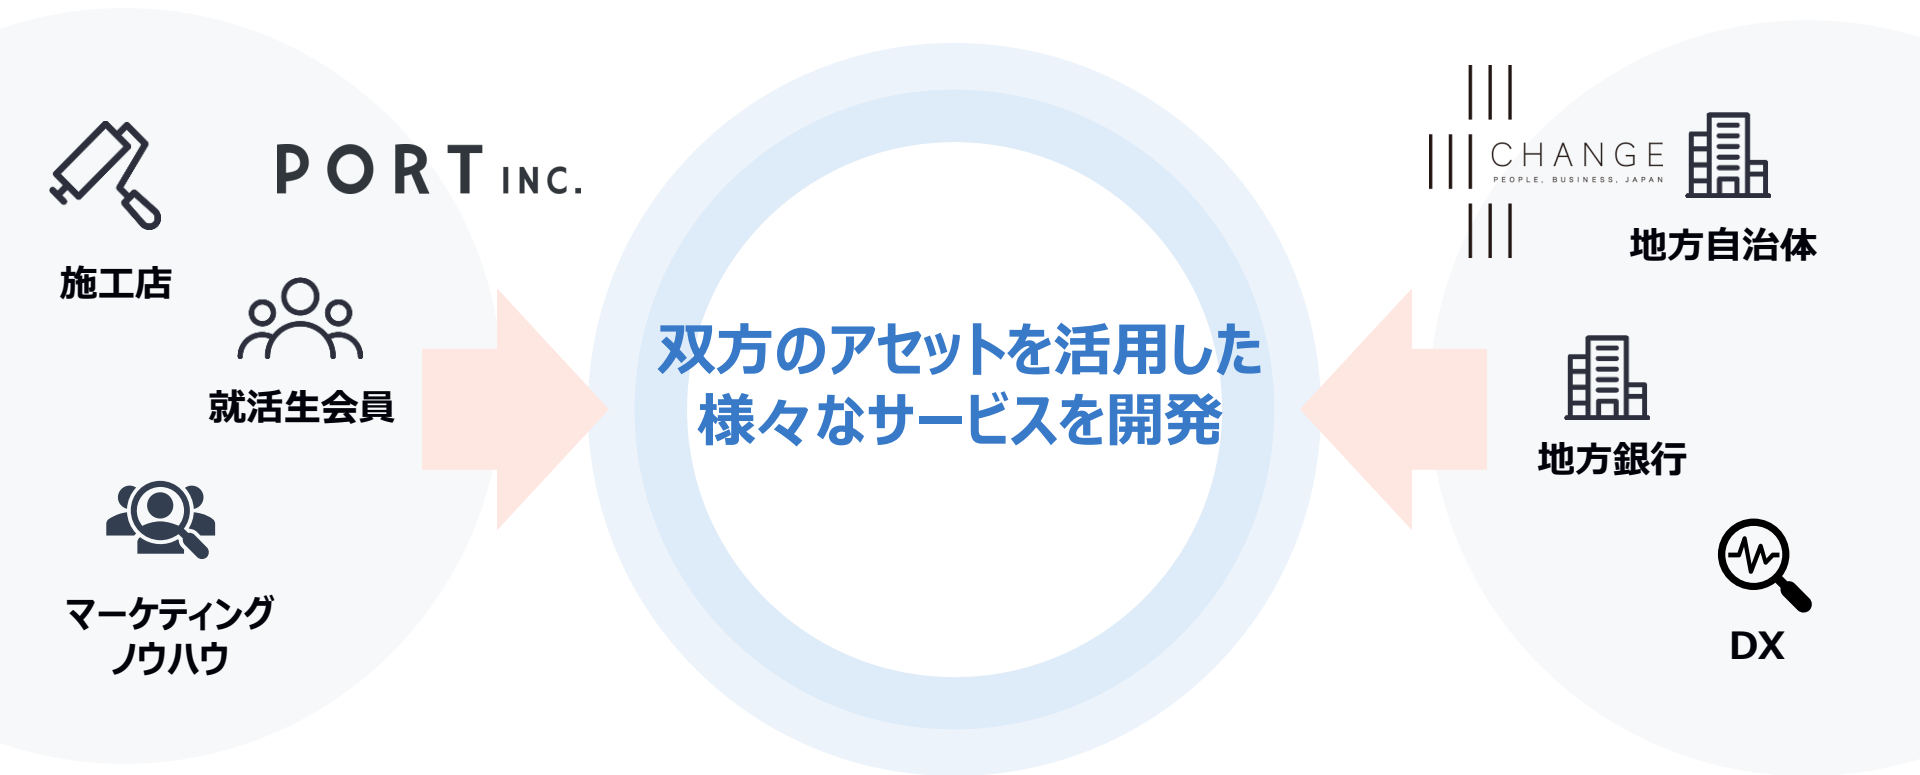 PORT INC.
施工店
就活生会員
マーケティング
ノウハウ
双方のアセットを活用した
様々なサービスを開発
CHANGE
PEOPLE, BUSINESS, JAPAN
地方自治体
地方銀行
DX